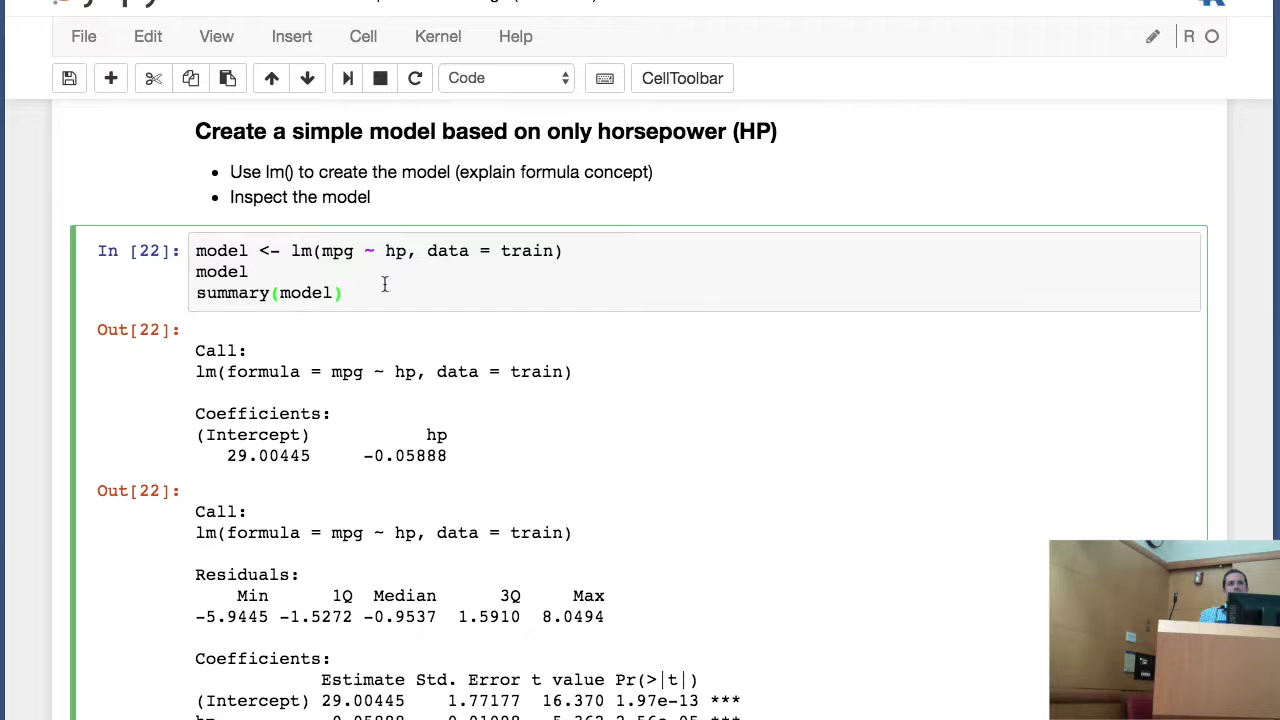 File Edit View Insert Cell Kernel Help R
Code CellToolbar
Create a simple model based on only horsepower (HP)
• Use lm() to create the model (explain formula concept)
• Inspect the model
In [22]: model <- lm(mpg ~ hp, data = train)
model
summary(model)
Out[22]:
Call:
lm(formula = mpg ~ hp, data = train)
Coefficients:
(Intercept) hp
29.00445 -0.05888
Out[22]:
Call:
lm(formula = mpg ~ hp, data = train)
Residuals:
Min 1Q Median 3Q Max
-5.9445 -1.5272 -0.9537 1.5910 8.0494
Coefficients:
Estimate Std. Error t value Pr(>|t|)
(Intercept) 29.00445 1.77177 16.370 1.97e-13 ***